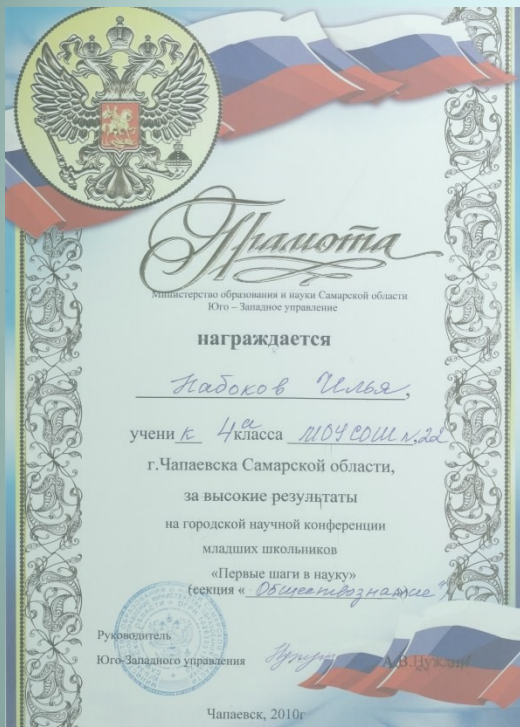 Грамота
Министерство образования и науки Самарской области
Юго – Западное управление
награждается
Набоков Илья,
учени к 4а класса МОУ СОШ №22
г.Чапаевска Самарской области,
за высокие результаты
на городской научной конференции
младших школьников
«Первые шаги в науку»
(секция « Обществознание")
Руководитель
Юго-Западного управления А.В.
Чапаевск, 2010г